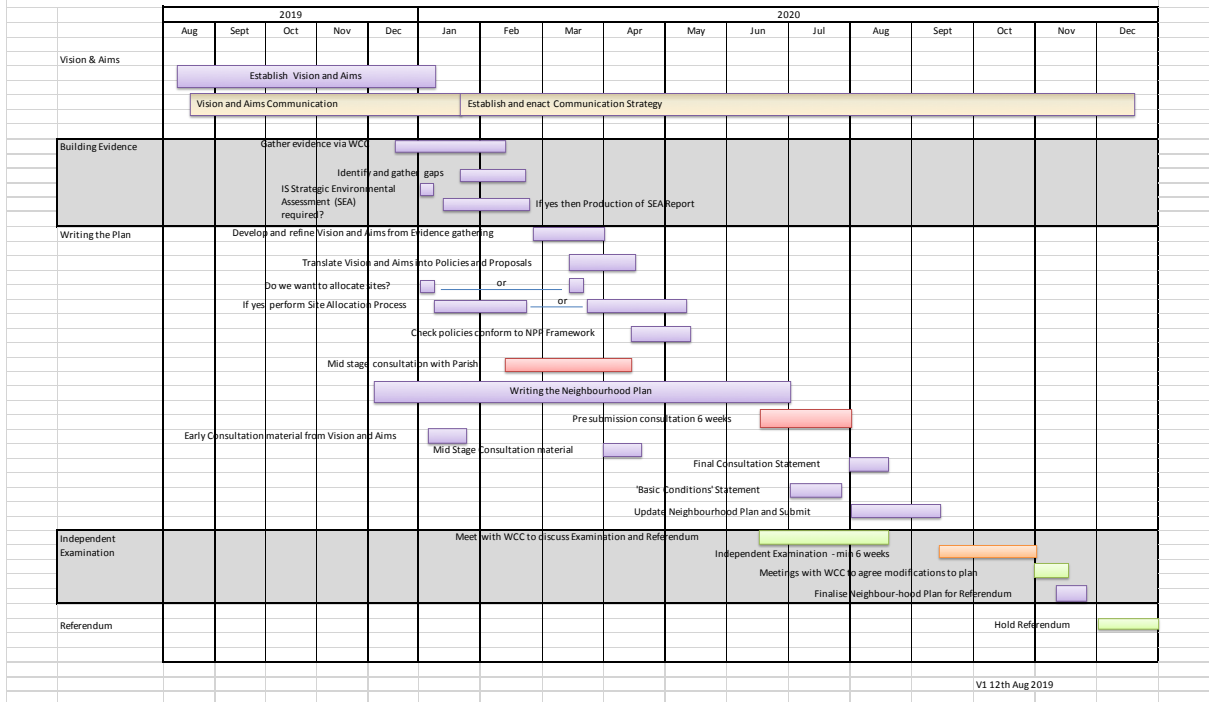 2019 2020
Aug Sept Oct Nov Dec Jan Feb Mar Apr May Jun Jul Aug Sept Oct Nov Dec
Vision & Aims
Establish Vision and Aims
Vision and Aims Communication Establish and enact Communication Strategy
Building Evidence Gather evidence via WCC
Identify and gather gaps
IS Strategic Environmental
Assessment (SEA) If yes then Production of SEA Report
required?
Writing the Plan Develop and refine Vision and Aims from Evidence gathering
Translate Vision and Aims into Policies and Proposals
Do we want to allocate sites? or
If yes perform Site Allocation Process or
Check policies conform to NPP Framework
Mid stage consultation with Parish
Writing the Neighbourhood Plan
Pre submission consultation 6 weeks
Early Consultation material from Vision and Aims
Mid Stage Consultation material
Final Consultation Statement
'Basic Conditions' Statement
Update Neighbourhood Plan and Submit
Independent Meet with WCC to discuss Examination and Referendum
Examination Independent Examination - min 6 weeks
Meetings with WCC to agree modifications to plan
Finalise Neighbour-hood Plan for Referendum
Referendum Hold Referendum
V1 12th Aug 2019